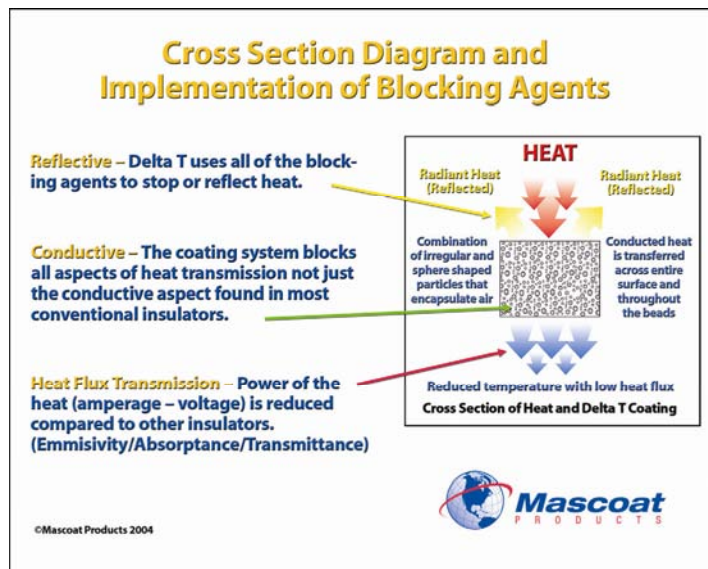 Cross Section Diagram and
Implementation of Blocking Agents
Reflective – Delta T uses all of the block-
ing agents to stop or reflect heat.
Conductive – The coating system blocks
all aspects of heat transmission not just
the conductive aspect found in most
conventional insulators.
Heat Flux Transmission – Power of the
heat (amperage – voltage) is reduced
compared to other insulators.
(Emmisivity/Absorptance/Transmittance)
HEAT
Radiant Heat
(Reflected)
Radiant Heat
(Reflected)
Combination
of irregular and
sphere shaped
particles that
encapsulate air
Conducted heat
is transferred
across entire
surface and
throughout
the beads
Reduced temperature with low heat flux
Cross Section of Heat and Delta T Coating
Mascoat
PRODUCTS
©Mascoat Products 2004